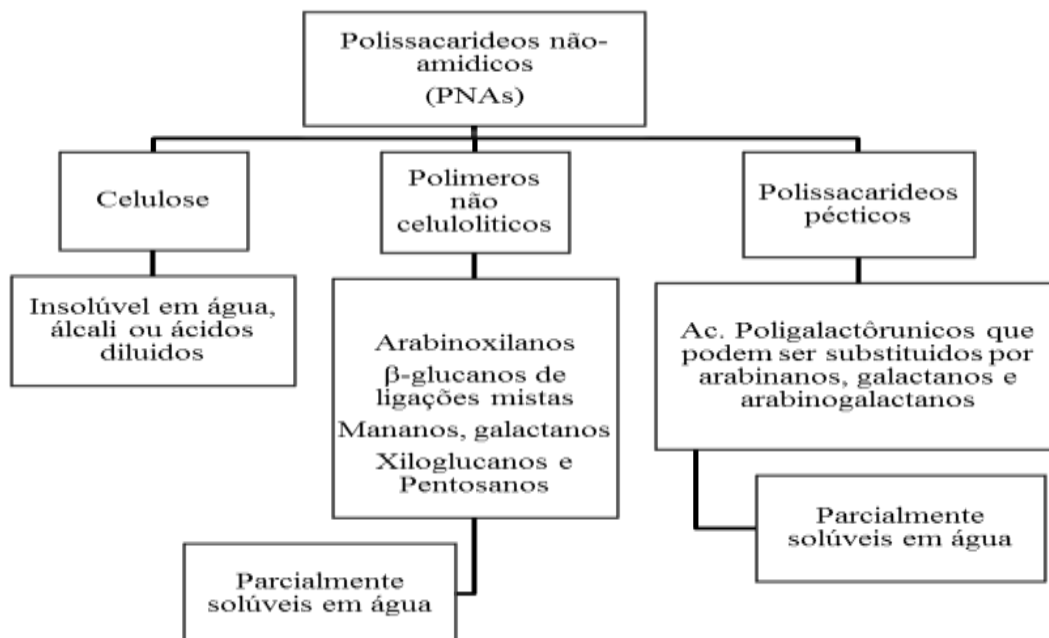 Polissacarideos não-
amidicos
(PNAs)
Celulose
Polimeros
não
celuloliticos
Polissacarideos
pécticos
Insolúvel em água,
álcali ou ácidos
diluidos
Arabinoxilanos
β-glucanos de
ligações mistas
Mananos, galactanos
Xiloglucanos e
Pentosanos
Ac. Poligalactôrunicos que
podem ser substituidos por
arabinanos, galactanos e
arabinogalactanos
Parcialmente
solúveis em água
Parcialmente
solúveis em água